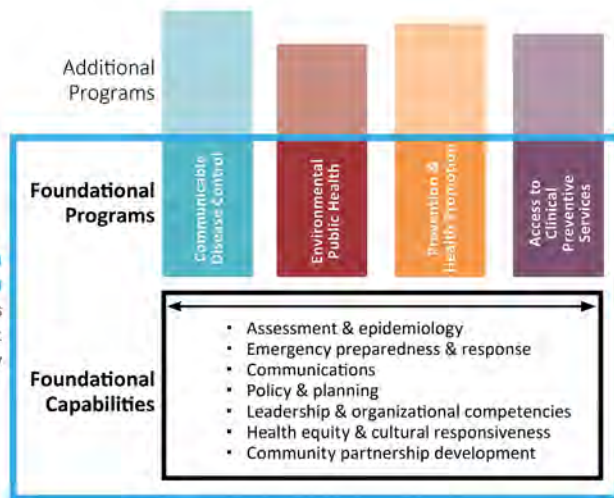 Additional
Programs
Foundational
Programs
Communicable
Disease Control
Environmental
Public Health
Prevention &
Health Promotion
Access to
Clinical
Preventive
Services
Foundational
Capabilities
· Assessment & epidemiology
· Emergency preparedness & response
· Communications
· Policy & planning
· Leadership & organizational competencies
· Health equity & cultural responsiveness
· Community partnership development